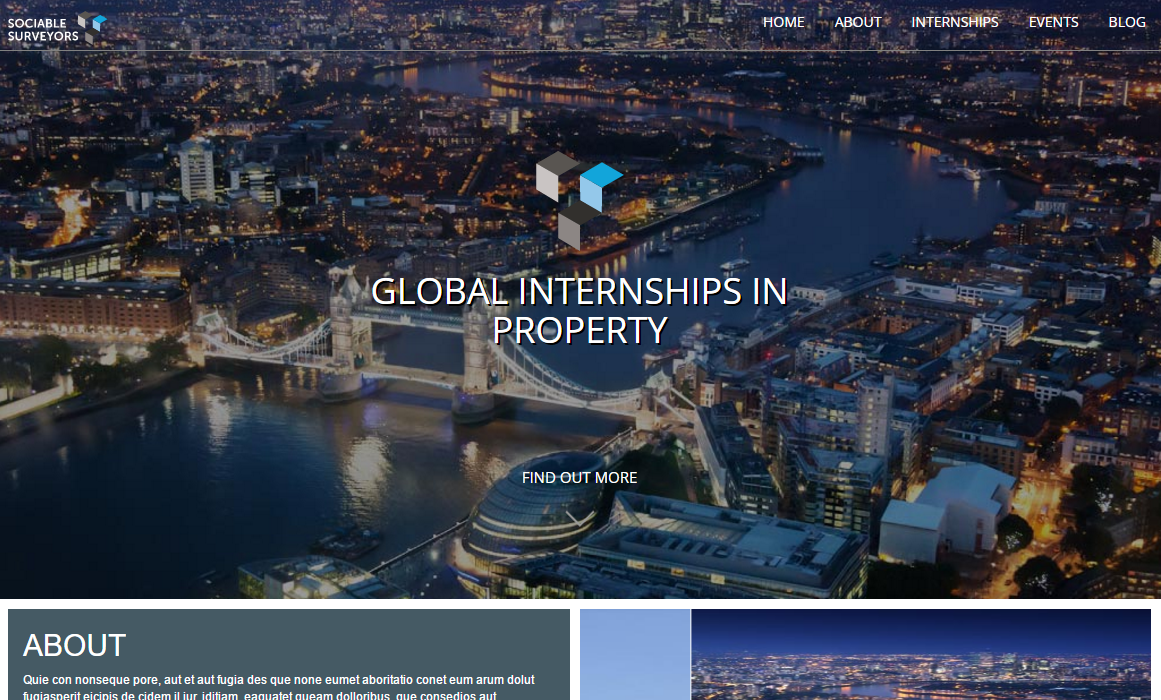 SOCIABLE
SURVEYORS
HOME ABOUT INTERNSHIPS EVENTS BLOG
GLOBAL INTERNSHIPS IN
PROPERTY
FIND OUT MORE
ABOUT
Quie con nonseque pore, aut et aut fugia des que none eumet aboritatio conet eum arum dolut
fugiasperit eicipis de cidem il iur, iditiam, eaquatet queam dolloribus, que consedios aut